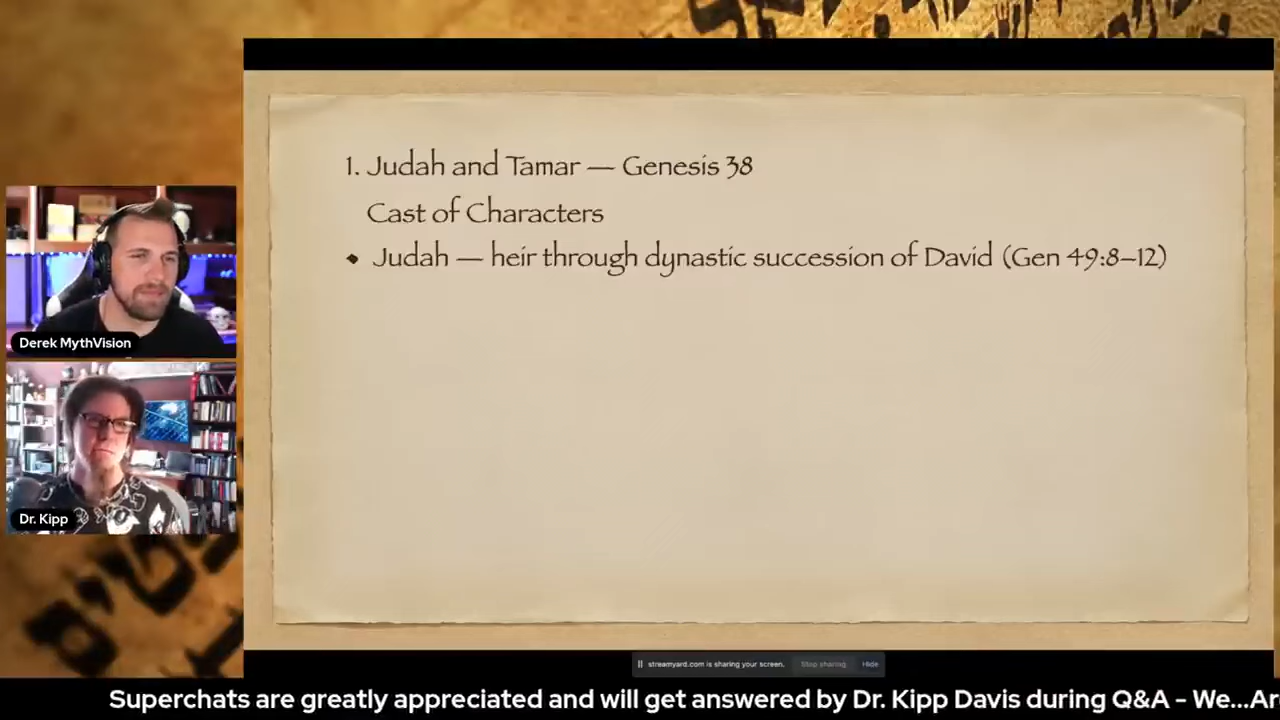 1. Judah and Tamar — Genesis 38
Cast of Characters
◆ Judah — heir through dynastic succession of David (Gen 49:8–12)
Derek MythVision
Dr. Kipp
streamyard.com is sharing your screen. Stop sharing Hide
Superchats are greatly appreciated and will get answered by Dr. Kipp Davis during Q&A - We...Ar